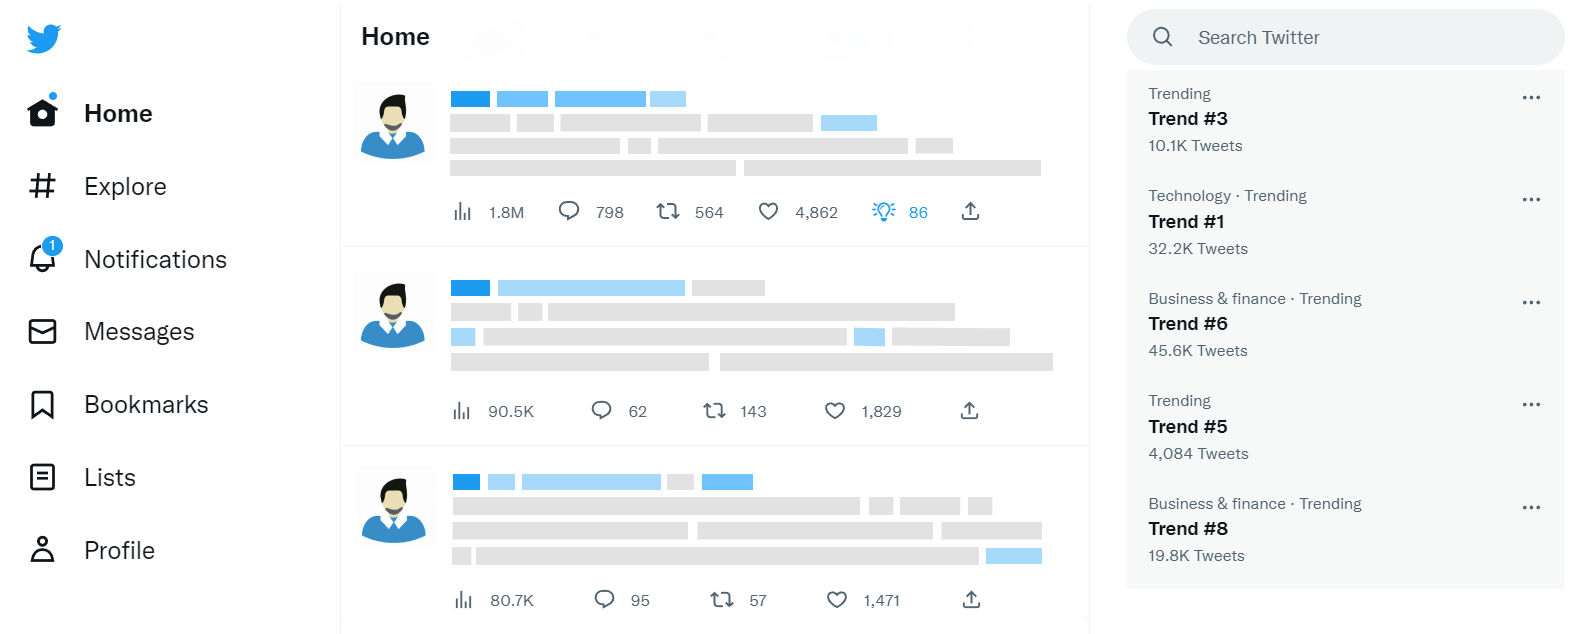 Home
Explore
1
Notifications
Messages
Bookmarks
Lists
Profile
Home
1.8M 798 564 4,862 86
90.5K 62 143 1,829
80.7K 95 57 1,471
Search Twitter
Trending
Trend #3
10.1K Tweets
Technology · Trending
Trend #1
32.2K Tweets
Business & finance · Trending
Trend #6
45.6K Tweets
Trending
Trend #5
4,084 Tweets
Business & finance · Trending
Trend #8
19.8K Tweets